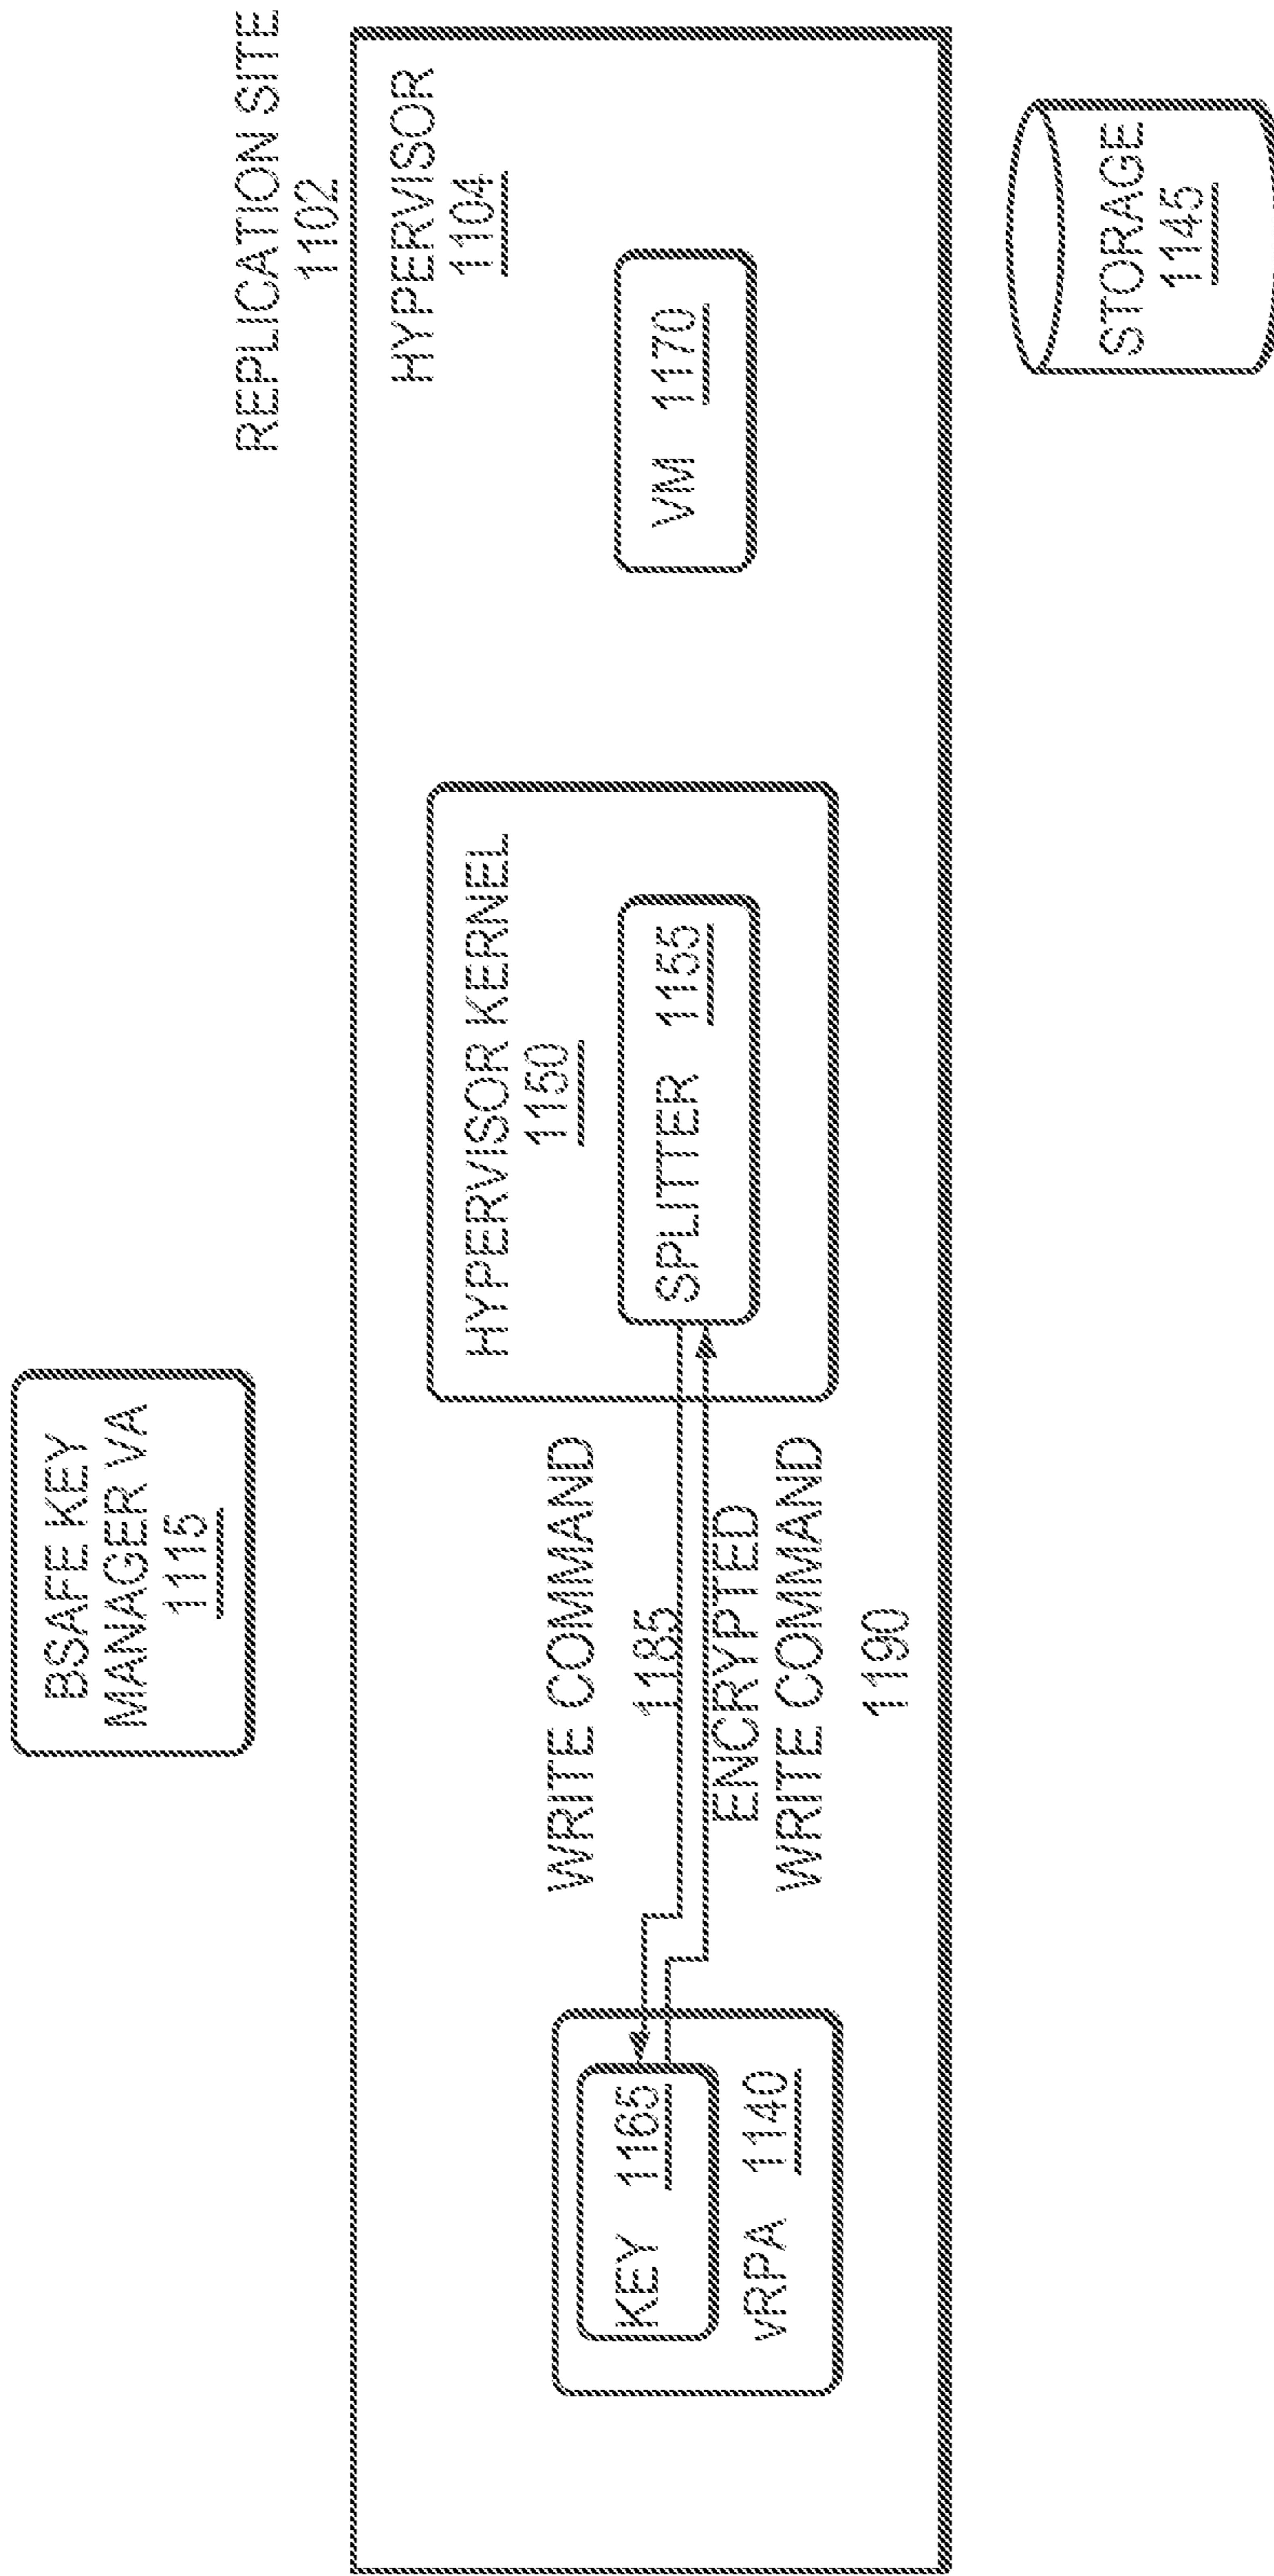 REPLICATION SITE
1102
HYPERVISOR
1104
BSAFE KEY
MANAGER VA
1115
HYPERVISOR KERNEL
1150
SPLITTER 1155
VM 1170
WRITE COMMAND
1185
ENCRYPTED
WRITE COMMAND
1190
KEY 1165
vRPA 1140
STORAGE
1145